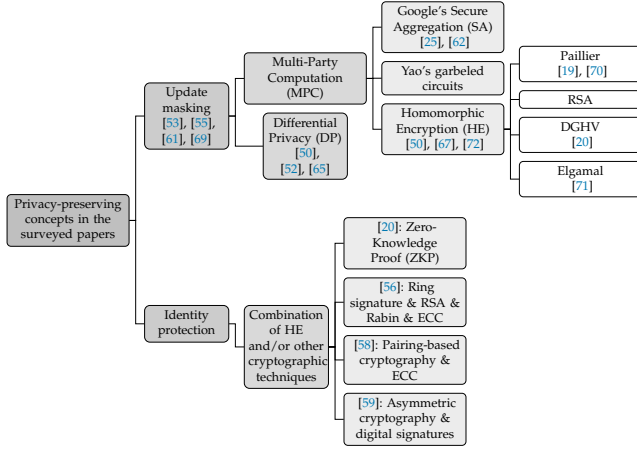 Privacy-preserving
concepts in the
surveyed papers
Update
masking
[53], [55],
[61], [69]
Multi-Party
Computation
(MPC)
Google's Secure
Aggregation (SA)
[25], [62]
Yao's garbeled
circuits
Homomorphic
Encryption (HE)
[50], [67], [72]
Paillier
[19], [70]
RSA
DGHV
[20]
Elgamal
[71]
Differential
Privacy (DP)
[50],
[52], [65]
Identity
protection
Combination
of HE
and/or other
cryptographic
techniques
[20]: Zero-
Knowledge
Proof (ZKP)
[56]: Ring
signature & RSA &
Rabin & ECC
[58]: Pairing-based
cryptography &
ECC
[59]: Asymmetric
cryptography &
digital signatures